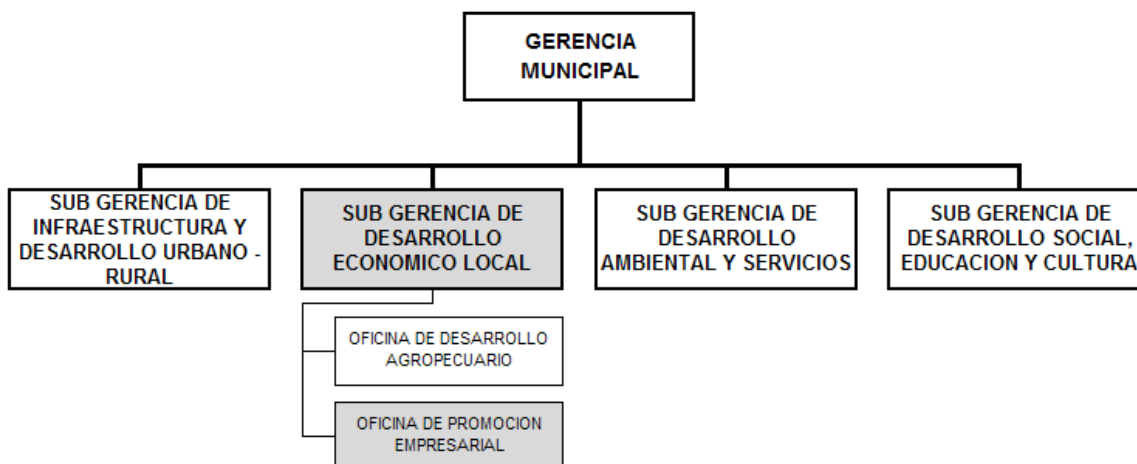 GERENCIA
MUNICIPAL
SUB GERENCIA DE
INFRAESTRUCTURA Y
DESARROLLO URBANO -
RURAL
SUB GERENCIA DE
DESARROLLO
ECONOMICO LOCAL
SUB GERENCIA DE
DESARROLLO
AMBIENTAL Y SERVICIOS
SUB GERENCIA DE
DESARROLLO SOCIAL,
EDUCACION Y CULTURA
OFICINA DE DESARROLLO
AGROPECUARIO
OFICINA DE PROMOCION
EMPRESARIAL